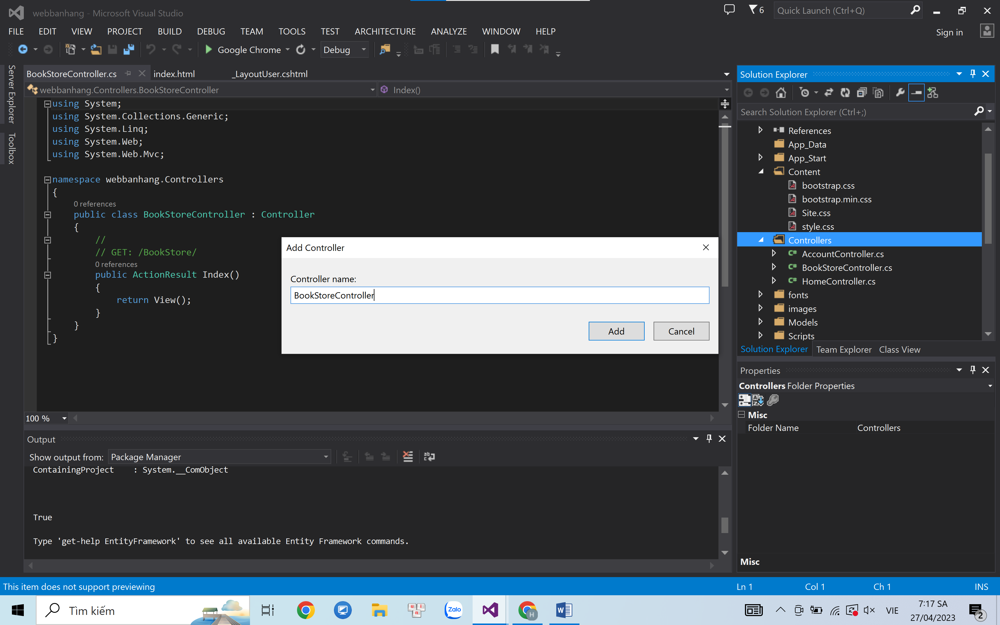 webbanhang - Microsoft Visual Studio
6
Quick Launch (Ctrl+Q)
FILE EDIT VIEW PROJECT BUILD DEBUG TEAM TOOLS TEST ARCHITECTURE ANALYZE WINDOW HELP
Sign in
Google Chrome Debug
Server Explorer
Toolbox
BookStoreController.cs index.html _LayoutUser.cshtml
webbanhang.Controllers.BookStoreController Index()
using System;
using System.Collections.Generic;
using System.Linq;
using System.Web;
using System.Web.Mvc;
namespace webbanhang.Controllers
{
0 references
public class BookStoreController : Controller
{
//
// GET: /BookStore/
0 references
public ActionResult Index()
{
return View();
}
}
}
100 %
Add Controller
Controller name:
BookStoreController
Add Cancel
Output
Show output from: Package Manager
ContainingProject : System.__ComObject
True
Type 'get-help EntityFramework' to see all available Entity Framework commands.
Solution Explorer
Search Solution Explorer (Ctrl+;)
References
App_Data
App_Start
Content
bootstrap.css
bootstrap.min.css
Site.css
style.css
Controllers
C# AccountController.cs
C# BookStoreController.cs
C# HomeController.cs
fonts
images
Models
Scripts
Solution Explorer Team Explorer Class View
Properties
Controllers Folder Properties
Misc
Folder Name Controllers
Misc
This item does not support previewing
Ln 1 Col 1 Ch 1 INS
Tìm kiếm
Zalo
H
W
VIE
7:17 SA
27/04/2023
2